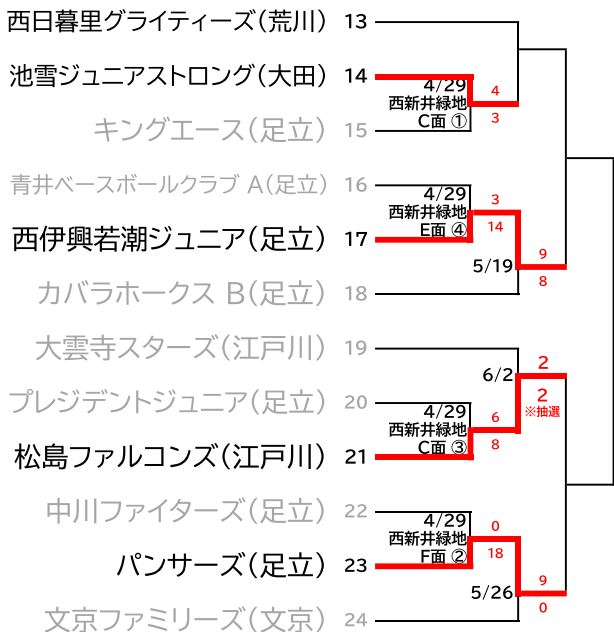 西日暮里グライティーズ(荒川) 13
池雪ジュニアストロング(大田) 14
4/29
西新井緑地
C面 ①
4
3
キングエース(足立) 15
青井ベースボールクラブ A(足立) 16
4/29
西新井緑地
E面 ④
3
14
西伊興若潮ジュニア(足立) 17
5/19
9
8
カバラホークス B(足立) 18
大雲寺スターズ(江戸川) 19
6/2
2
2
※抽選
プレジデントジュニア(足立) 20
4/29
西新井緑地
C面 ③
6
8
松島ファルコンズ(江戸川) 21
中川ファイターズ(足立) 22
4/29
西新井緑地
F面 ②
0
18
パンサーズ(足立) 23
5/26
9
0
文京ファミリーズ(文京) 24